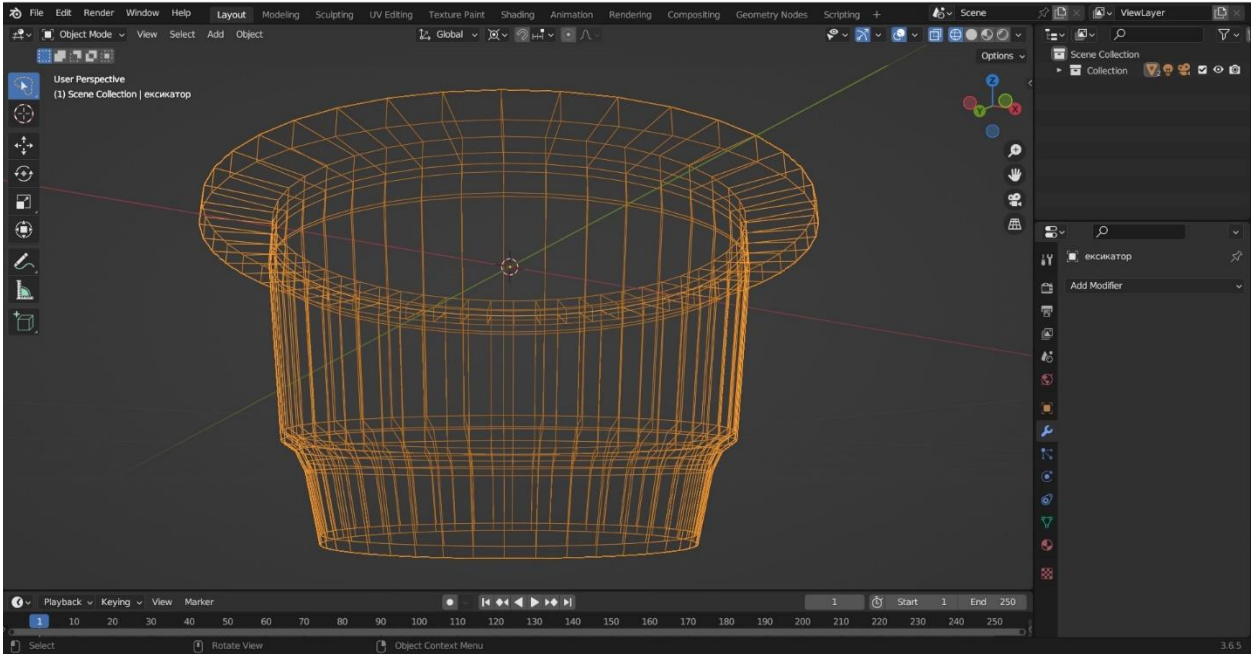 File Edit Render Window Help Layout Modeling Sculpting UV Editing Texture Paint Shading Animation Rendering Compositing Geometry Nodes Scripting + Scene ViewLayer
Object Mode View Select Add Object Global
Options
User Perspective
(1) Scene Collection | ексикатор
Z
Y
X
Scene Collection
Collection 2
ексикатор
Add Modifier
Playback Keying View Marker 1 Start 1 End 250
1 10 20 30 40 50 60 70 80 90 100 110 120 130 140 150 160 170 180 190 200 210 220 230 240 250
Select Rotate View Object Context Menu 3.6.5